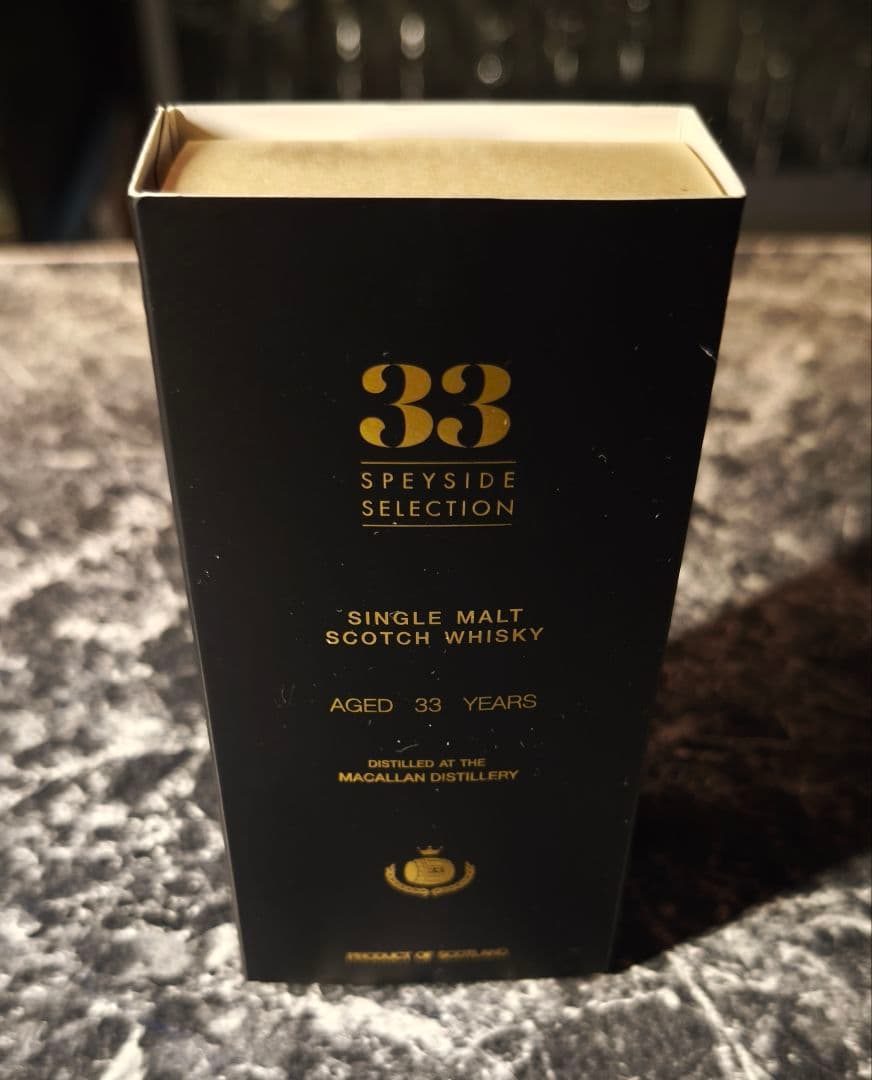 33
SPEYSIDE
SELECTION
SINGLE MALT
SCOTCH WHISKY
AGED 33 YEARS
DISTILLED AT THE
MACALLAN DISTILLERY
PRODUCT OF SCOTLAND